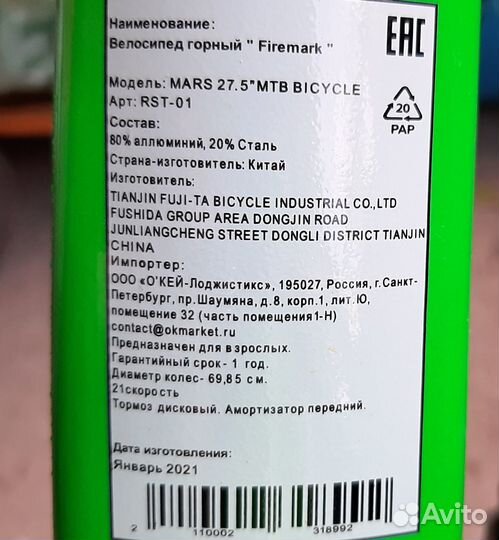 Наименование:
Велосипед горный " Firemark "
EAC
Модель: MARS 27.5"MTB BICYCLE
Арт: RST-01
20
PAP
Состав:
80% аллюминий, 20% Сталь
Страна-изготовитель: Китай
Изготовитель:
TIANJIN FUJI-TA BICYCLE INDUSTRIAL CO.,LTD
FUSHIDA GROUP AREA DONGJIN ROAD
JUNLIANGCHENG STREET DONGLI DISTRICT TIANJIN
CHINA
Импортер:
ООО «О'КЕЙ-Лоджистикс», 195027, Россия, г.Санкт-
Петербург, пр.Шаумяна, д.8, корп.1, лит.Ю,
помещение 32 (часть помещения1-Н)
contact@okmarket.ru
Предназначен для взрослых.
Гарантийный срок- 1 год.
Диаметр колес- 69,85 см.
21скорость
Тормоз дисковый. Амортизатор передний.
Дата изготовления:
Январь 2021
2 110002 318992
Avito